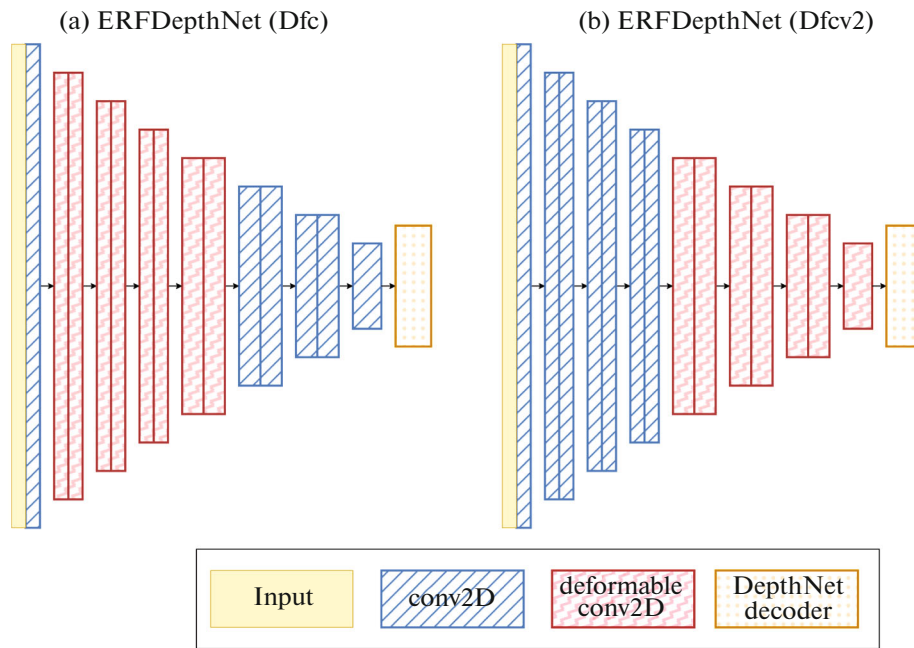 (a) ERFDepthNet (Dfc)
(b) ERFDepthNet (Dfcv2)
Input
conv2D
deformable
conv2D
DepthNet
decoder